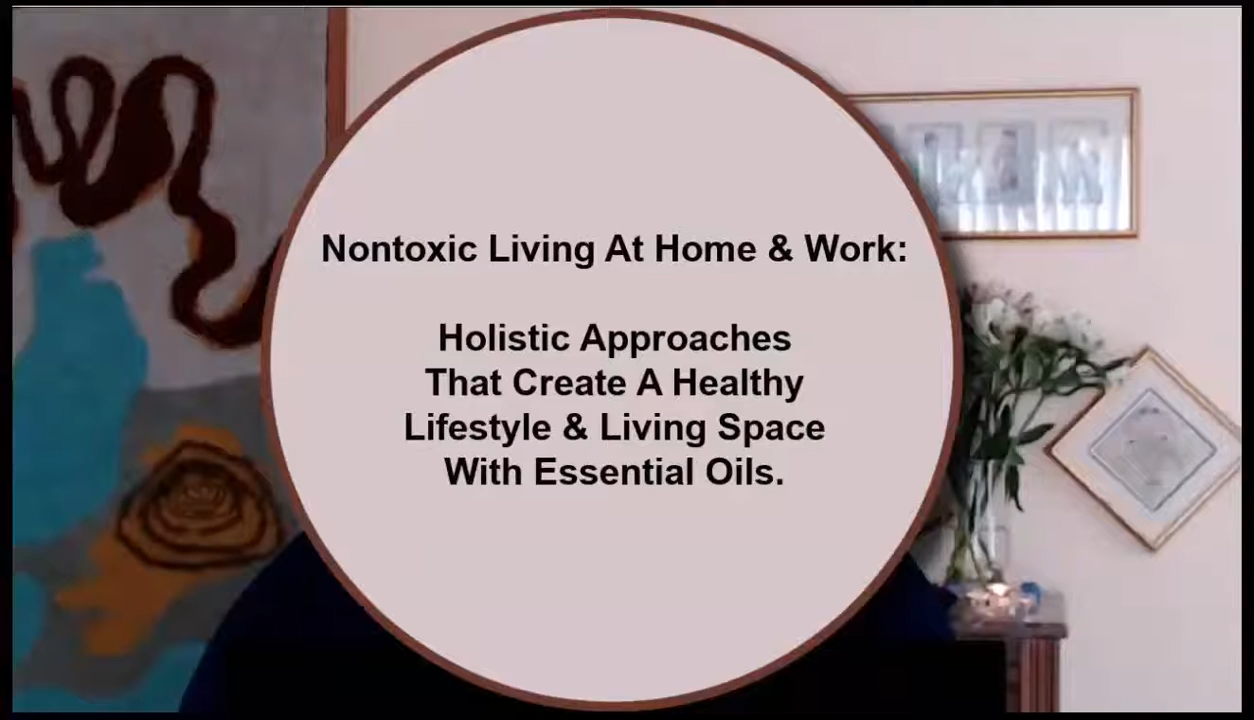 Nontoxic Living At Home & Work:
Holistic Approaches
That Create A Healthy
Lifestyle & Living Space
With Essential Oils.